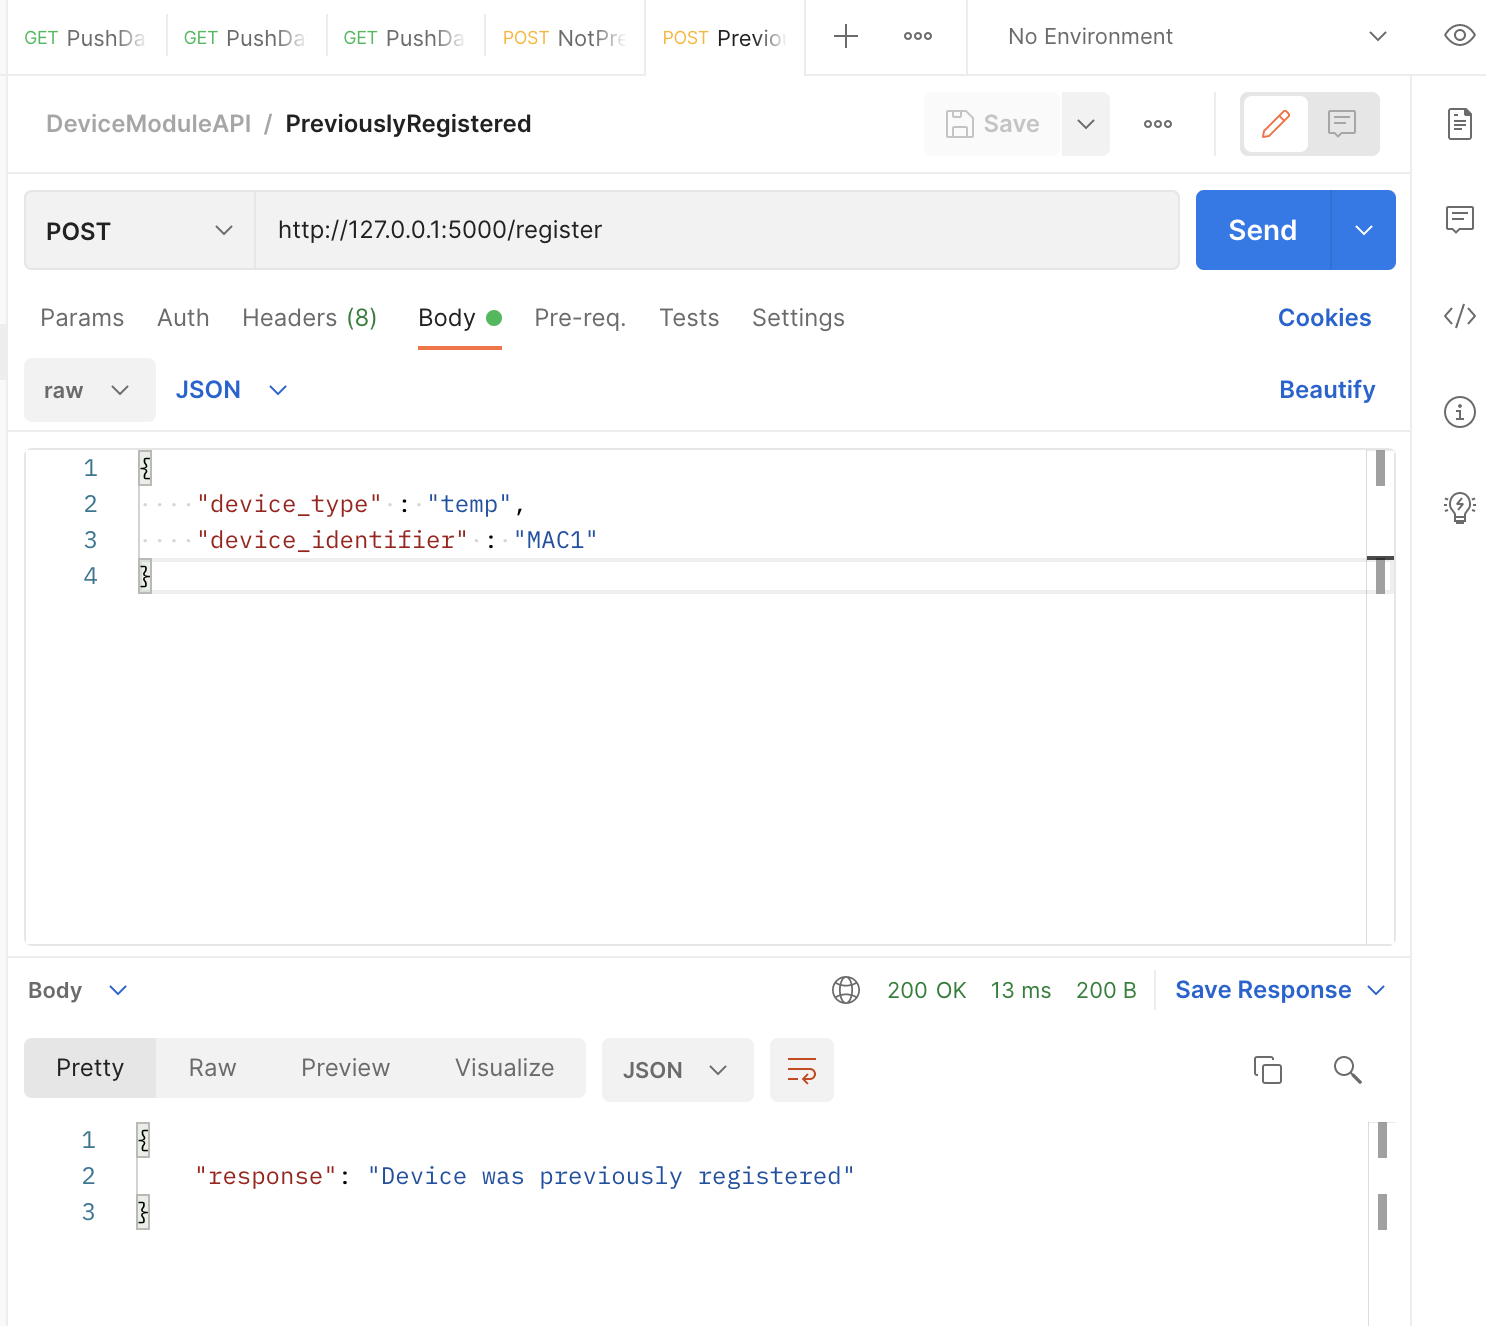 GET PushDa GET PushDa GET PushDa POST NotPre POST Previo No Environment
DeviceModuleAPI / PreviouslyRegistered Save
POST http://127.0.0.1:5000/register Send
Params Auth Headers (8) Body Pre-req. Tests Settings Cookies
raw JSON Beautify
1 {
2 "device_type" : "temp",
3 "device_identifier" : "MAC1"
4 }
Body 200 OK 13 ms 200 B Save Response
Pretty Raw Preview Visualize JSON
1 {
2 "response": "Device was previously registered"
3 }